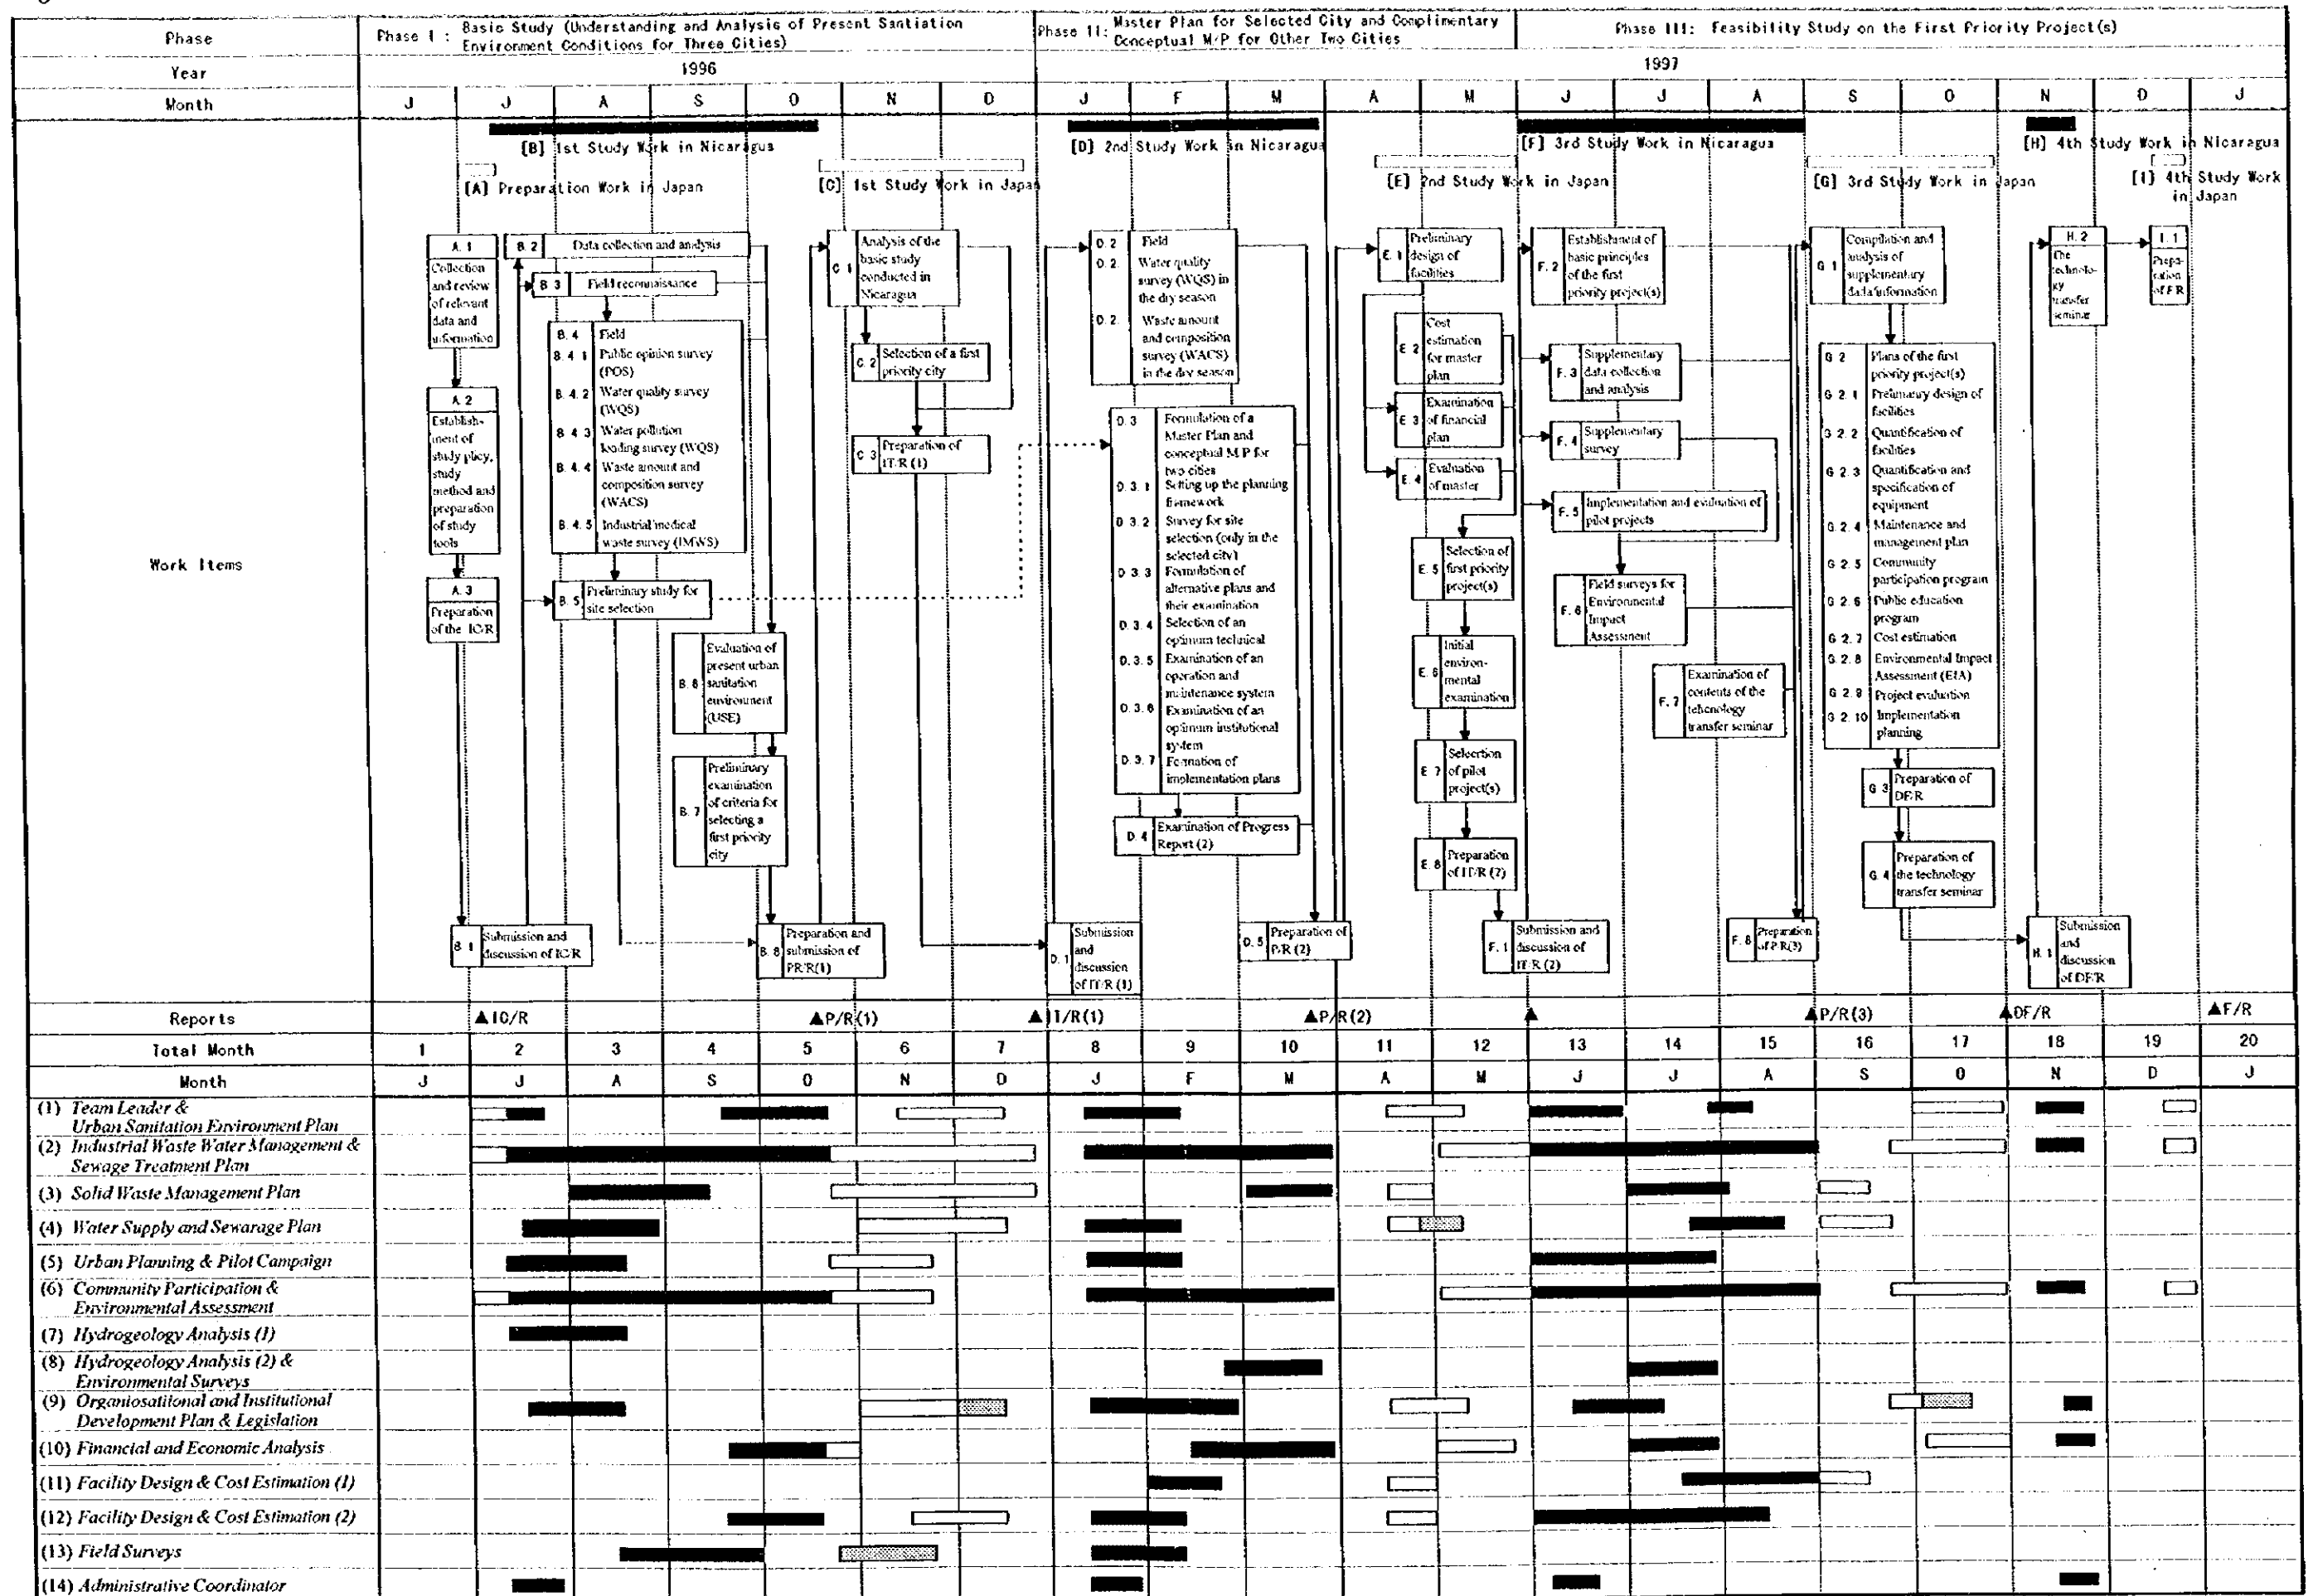 Phase
Phase I : Basic Study (Understanding and Analysis of Present Santiation
Environment Conditions for Three Cities)
Phase II: Master Plan for Selected City and Complimentary
Conceptual M/P for Other Two Cities
Phase III: Feasibility Study on the First Priority Project(s)
Year
1996
1997
Month
J J A S O N D J F M A M J J A S O N D J
[B] 1st Study Work in Nicaragua
[D] 2nd Study Work in Nicaragua
[F] 3rd Study Work in Nicaragua
[H] 4th Study Work in Nicaragua
[A] Preparation Work in Japan
[C] 1st Study Work in Japan
[E] 2nd Study Work in Japan
[G] 3rd Study Work in Japan
[I] 4th Study Work
in Japan
Work Items
A. 1
Collection
and review
of relevant
data and
information
A. 2
Establish-
ment of
study plicy,
study
method and
preparation
of study
tools
A. 3
Preparation
of the IC/R
B. 1 Submission and
discussion of IC/R
B. 2 Data collection and analysis
B. 3 Field reconnaissance
B. 4 Field
B. 4. 1 Public opinion survey
(POS)
B. 4. 2 Water quality survey
(WQS)
B. 4. 3 Water pollution
loading survey (WQS)
B. 4. 4 Waste amount and
composition survey
(WACS)
B. 4. 5 Industrial/medical
waste survey (IMWS)
B. 5 Preliminary study for
site selection
B. 6 Evaluation of
present urban
sanitation
environment
(USE)
B. 7 Preliminary
examination
of criteria for
selecting a
first priority
city
B. 8 Preparation and
submission of
PR/R(1)
C. 1 Analysis of the
basic study
conducted in
Nicaragua
C. 2 Selection of a first
priority city
C. 3 Preparation of
IT/R (1)
D. 1 Submission
and
discussion
of IT/R (1)
D. 2 Field
D. 2. Water quality
survey (WQS) in
the dry season
D. 2. Waste amount
and composition
survey (WACS)
in the dry season
D. 3 Formulation of a
Master Plan and
conceptual M/P for
two cities
D. 3. 1 Setting up the planning
framework
D. 3. 2 Survey for site
selection (only in the
selected city)
D. 3. 3 Formulation of
alternative plans and
their examination
D. 3. 4 Selection of an
optimum technical
D. 3. 5 Examination of an
operation and
maintenance system
D. 3. 6 Examination of an
optimum institutional
system
D. 3. 7 Formation of
implementation plans
D. 4 Examination of Progress
Report (2)
D. 5 Preparation of
P/R (2)
E. 1 Preliminary
design of
facilities
E. 2 Cost
estimation
for master
plan
E. 3 Examination
of financial
plan
E. 4 Evaluation
of master
E. 5 Selection of
first priority
project(s)
E. 6 Initial
environ-
mental
examination
E. 7 Selecrtion
of pilot
project(s)
E. 8 Preparation
of IT/R (2)
F. 1 Submission and
discussion of
IT/R (2)
F. 2 Establishment of
basic principles
of the first
priority project(s)
F. 3 Supplementary
data collection
and analysis
F. 4 Supplementary
survey
F. 5 Implementation and evaluation of
pilot projects
F. 6 Field surveys for
Environmental
Impact
Assessment
F. 7 Examination of
contents of the
tehcnology
transfer seminar
F. 8 Preparation
of P/R(3)
G. 1 Compilation and
analysis of
supplementary
data/information
G. 2 Plans of the first
priority project(s)
G. 2. 1 Prelimanry design of
facilities
G. 2. 2 Quantification of
facilities
G. 2. 3 Quantification and
specification of
equipment
G. 2. 4 Maintenance and
management plan
G. 2. 5 Community
participation program
G. 2. 6 Public education
program
G. 2. 7 Cost estimation
G. 2. 8 Environmental Impact
Assessment (EIA)
G. 2. 9 Project evaluation
G. 2. 10 Implementation
planning
G. 3 Preparation of
DF/R
G. 4 Preparation of
the technology
transfer seminar
H. 1 Submission
and
discussion
of DF/R
H. 2
The
technolo-
gy
transfer
seminar
I. 1
Prepa-
ration
of F/R
Reports
▲IC/R ▲P/R(1) ▲IT/R(1) ▲P/R(2) ▲ ▲P/R(3) ▲DF/R ▲F/R
Total Month
1 2 3 4 5 6 7 8 9 10 11 12 13 14 15 16 17 18 19 20
Month
J J A S O N D J F M A M J J A S O N D J
(1) Team Leader &
Urban Sanitation Environment Plan
(2) Industrial Waste Water Management &
Sewage Treatment Plan
(3) Solid Waste Management Plan
(4) Water Supply and Sewarage Plan
(5) Urban Planning & Pilot Campaign
(6) Community Participation &
Environmental Assessment
(7) Hydrogeology Analysis (1)
(8) Hydrogeology Analysis (2) &
Environmental Surveys
(9) Organiosatitonal and Institutional
Development Plan & Legislation
(10) Financial and Economic Analysis
(11) Facility Design & Cost Estimation (1)
(12) Facility Design & Cost Estimation (2)
(13) Field Surveys
(14) Administrative Coordinator